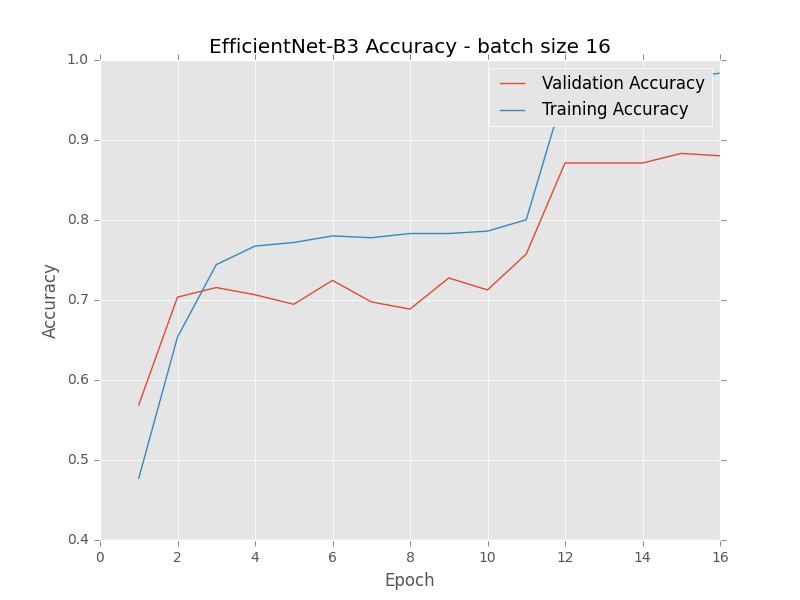 EfficientNet-B3 Accuracy - batch size 16
Validation Accuracy
Training Accuracy
Accuracy
1.0
0.9
0.8
0.7
0.6
0.5
0.4
0 2 4 6 8 10 12 14 16
Epoch